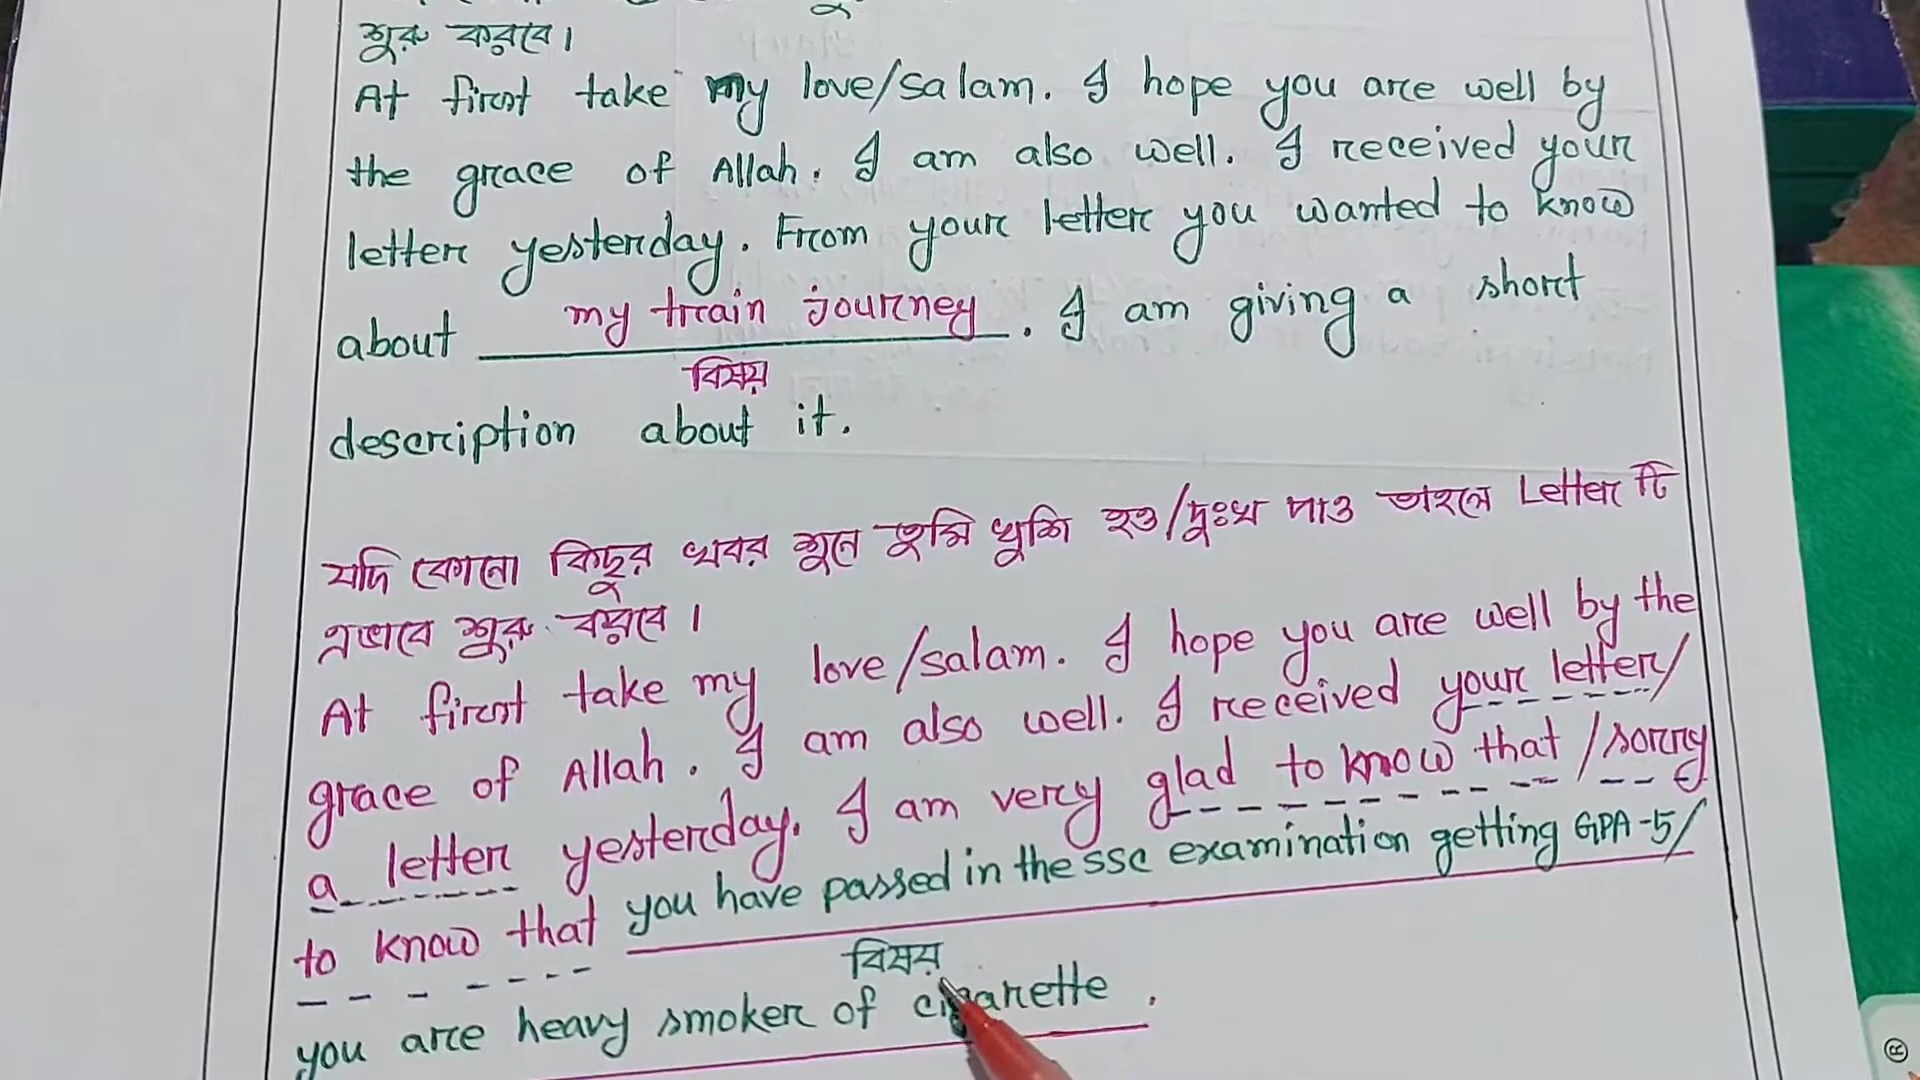 শুরু করবে।
At first take my love/salam. I hope you are well by
the grace of Allah. I am also well. I received your
letter yesterday. From your letter you wanted to know
about my train journey. I am giving a short
বিষয়
description about it.
যদি কোনো কিছুর খবর শুনে তুমি খুশি হও/দুঃখ পাও তাহলে Letter টি
এভাবে শুরু করবে।
At first take my love/salam. I hope you are well by the
grace of Allah. I am also well. I received your letter/
a letter yesterday. I am very glad to know that/sorry
to know that you have passed in the SSC examination getting GPA-5/
বিষয়
you are heavy smoker of cigarette.
®